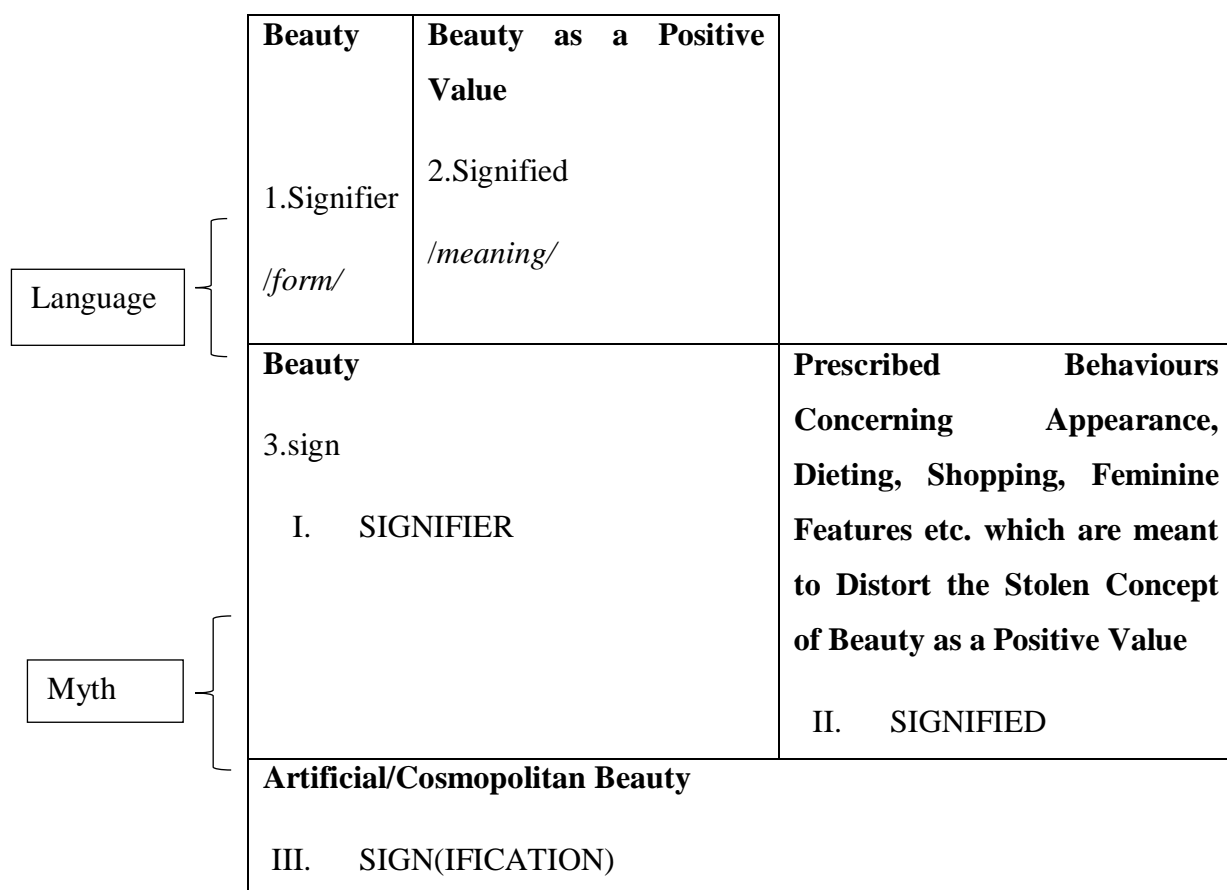 Beauty
Beauty as a Positive
Value
1.Signifier
/form/
2.Signified
/meaning/
Language
Beauty
3.sign
I. SIGNIFIER
Prescribed Behaviours
Concerning Appearance,
Dieting, Shopping, Feminine
Features etc. which are meant
to Distort the Stolen Concept
of Beauty as a Positive Value
II. SIGNIFIED
Myth
Artificial/Cosmopolitan Beauty
III. SIGN(IFICATION)